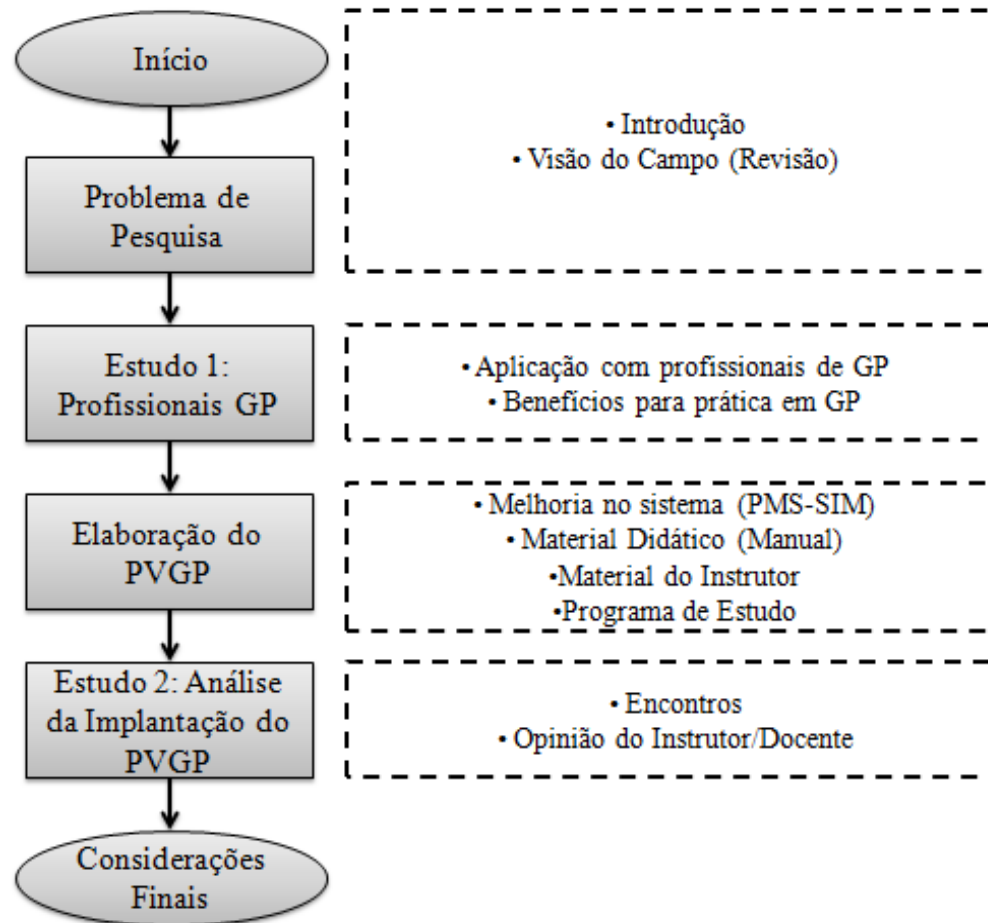 Início
• Introdução
• Visão do Campo (Revisão)
Problema de
Pesquisa
Estudo 1:
Profissionais GP
• Aplicação com profissionais de GP
• Benefícios para prática em GP
Elaboração do
PVGP
• Melhoria no sistema (PMS-SIM)
• Material Didático (Manual)
•Material do Instrutor
•Programa de Estudo
Estudo 2: Análise
da Implantação do
PVGP
• Encontros
• Opinião do Instrutor/Docente
Considerações
Finais